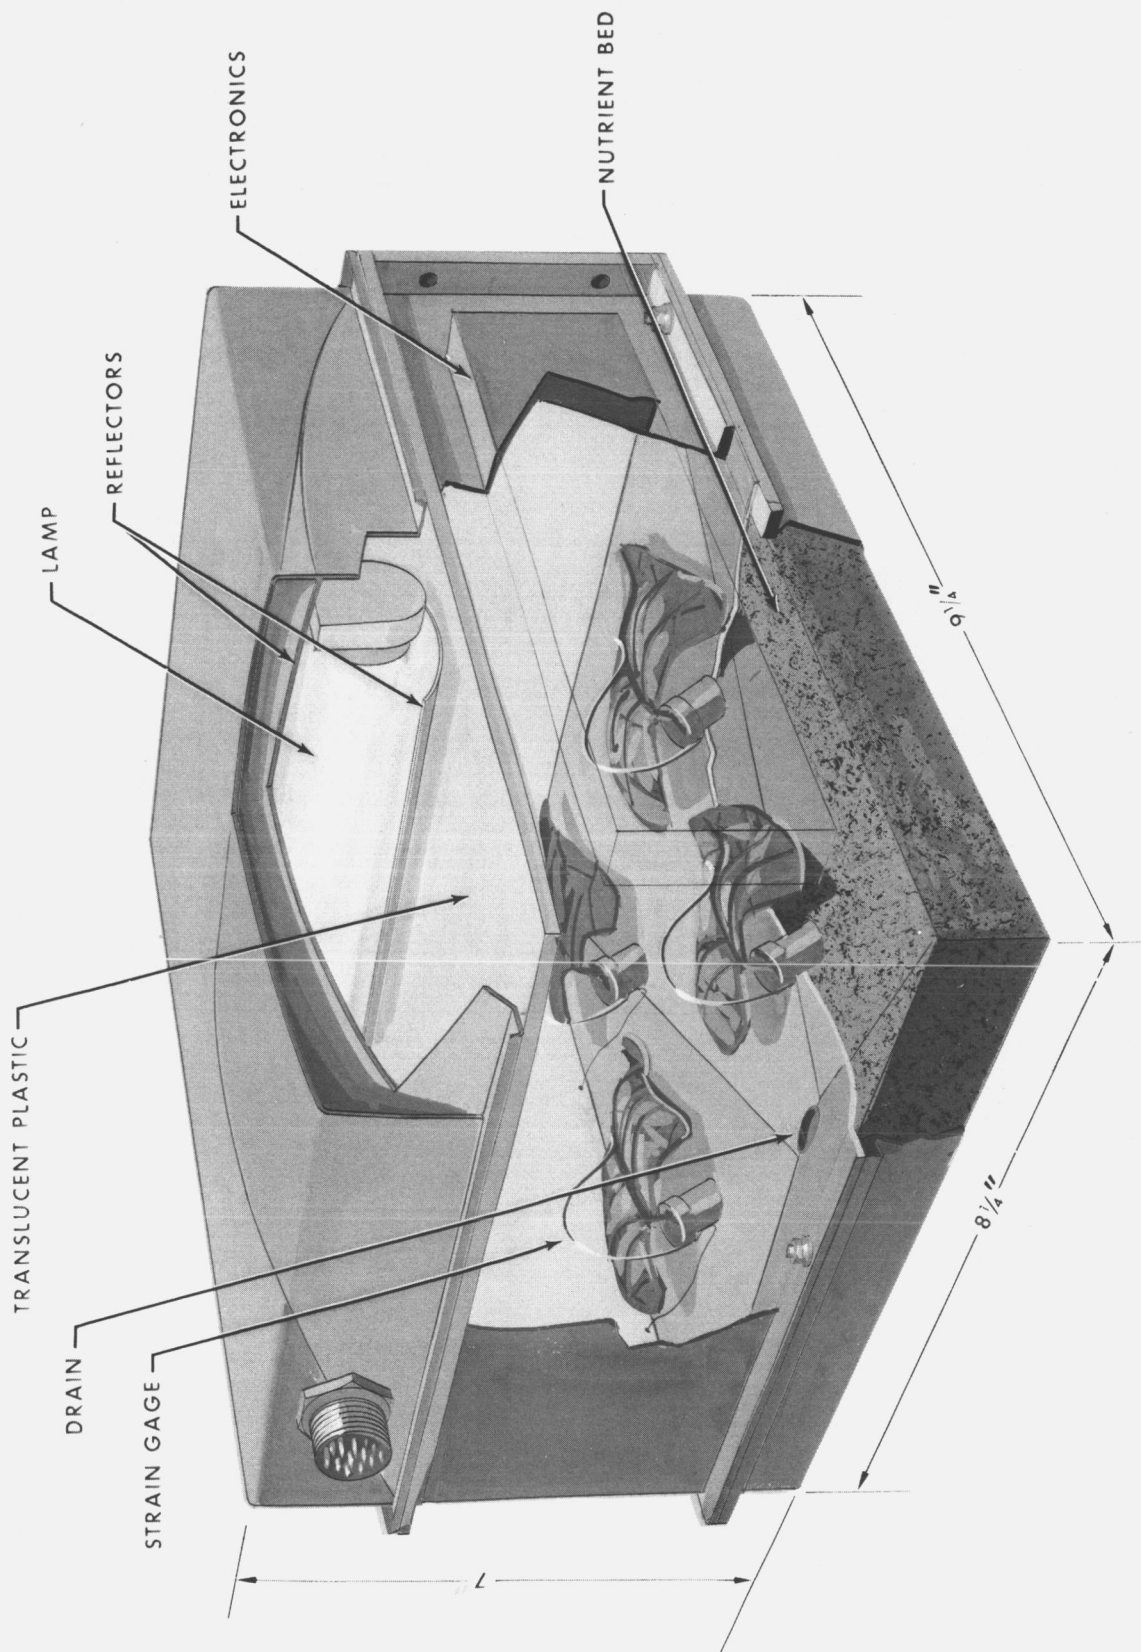 TRANSLUCENT PLASTIC
LAMP
REFLECTORS
ELECTRONICS
DRAIN
STRAIN GAGE
NUTRIENT BED
7"
8 1/4"
9 1/4"